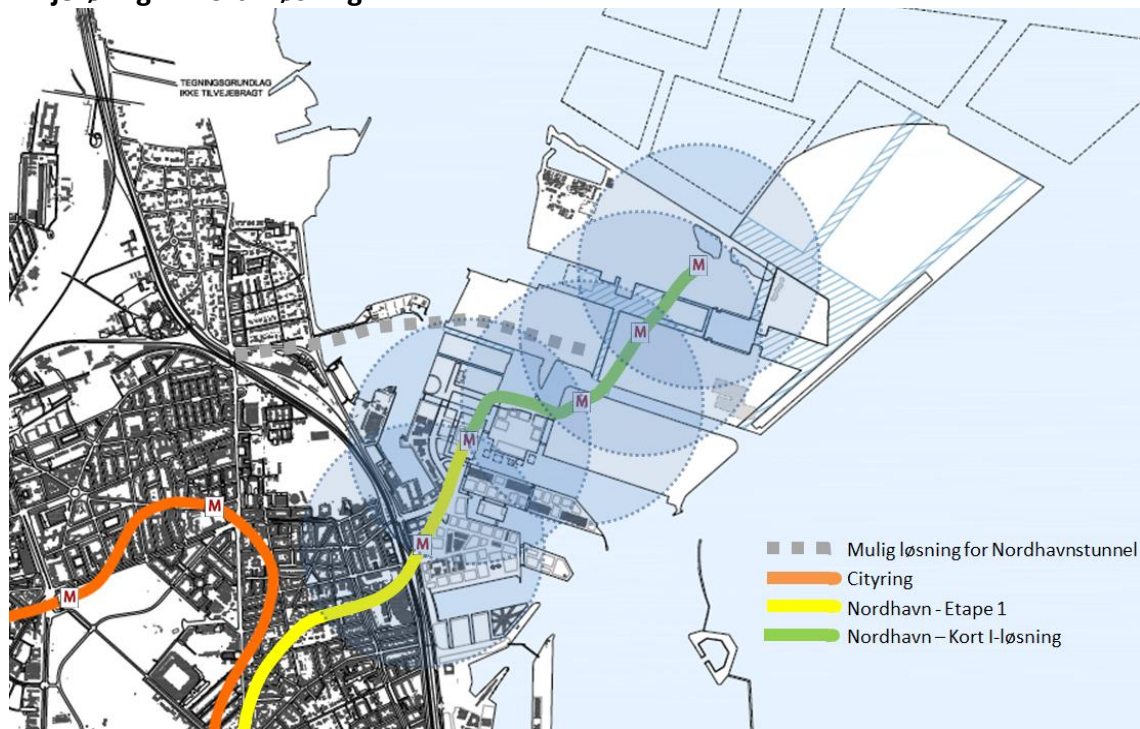 TEGNINGSGRUNDLAG
IKKE TILVEJEBRAGT
M
M
M
M
M
M
M
Mulig løsning for Nordhavnstunnel
Cityring
Nordhavn - Etape 1
Nordhavn – Kort I-løsning